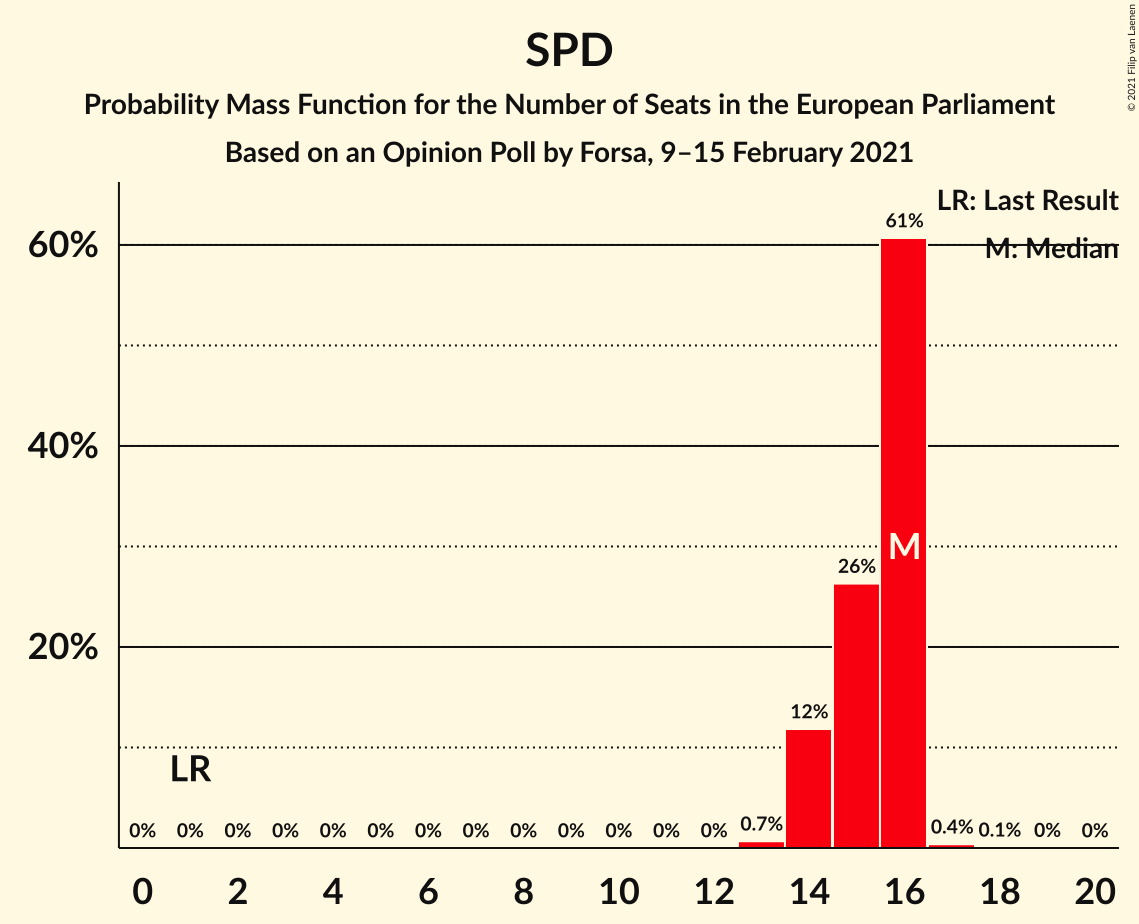 © 2021 Filip van Laenen
SPD
Probability Mass Function for the Number of Seats in the European Parliament
Based on an Opinion Poll by Forsa, 9–15 February 2021
LR: Last Result
M: Median
61%
60%
40%
M
26%
20%
12%
LR
0% 0% 0% 0% 0% 0% 0% 0% 0% 0% 0% 0% 0% 0.7% 0.4% 0.1% 0% 0%
0 2 4 6 8 10 12 14 16 18 20